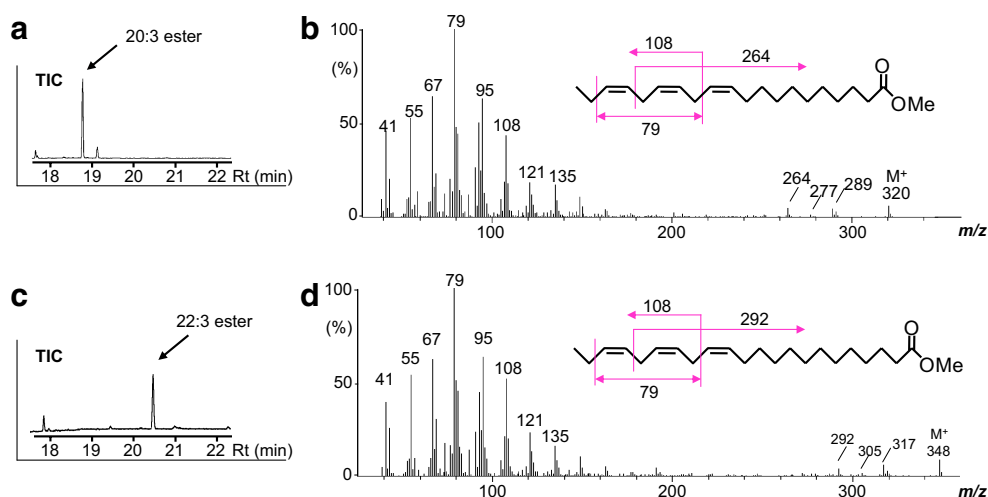 a
20:3 ester
TIC
18 19 20 21 22 Rt (min)
b
100
(%)
50
0
41 55 67 79 95 108 121 135
264 277 289
M+
320
100 200 300 m/z
108
264
79
O
OMe
c
22:3 ester
TIC
18 19 20 21 22 Rt (min)
d
100
(%)
50
0
41 55 67 79 95 108 121 135
292 305 317
M+
348
100 200 300 m/z
108
292
79
O
OMe